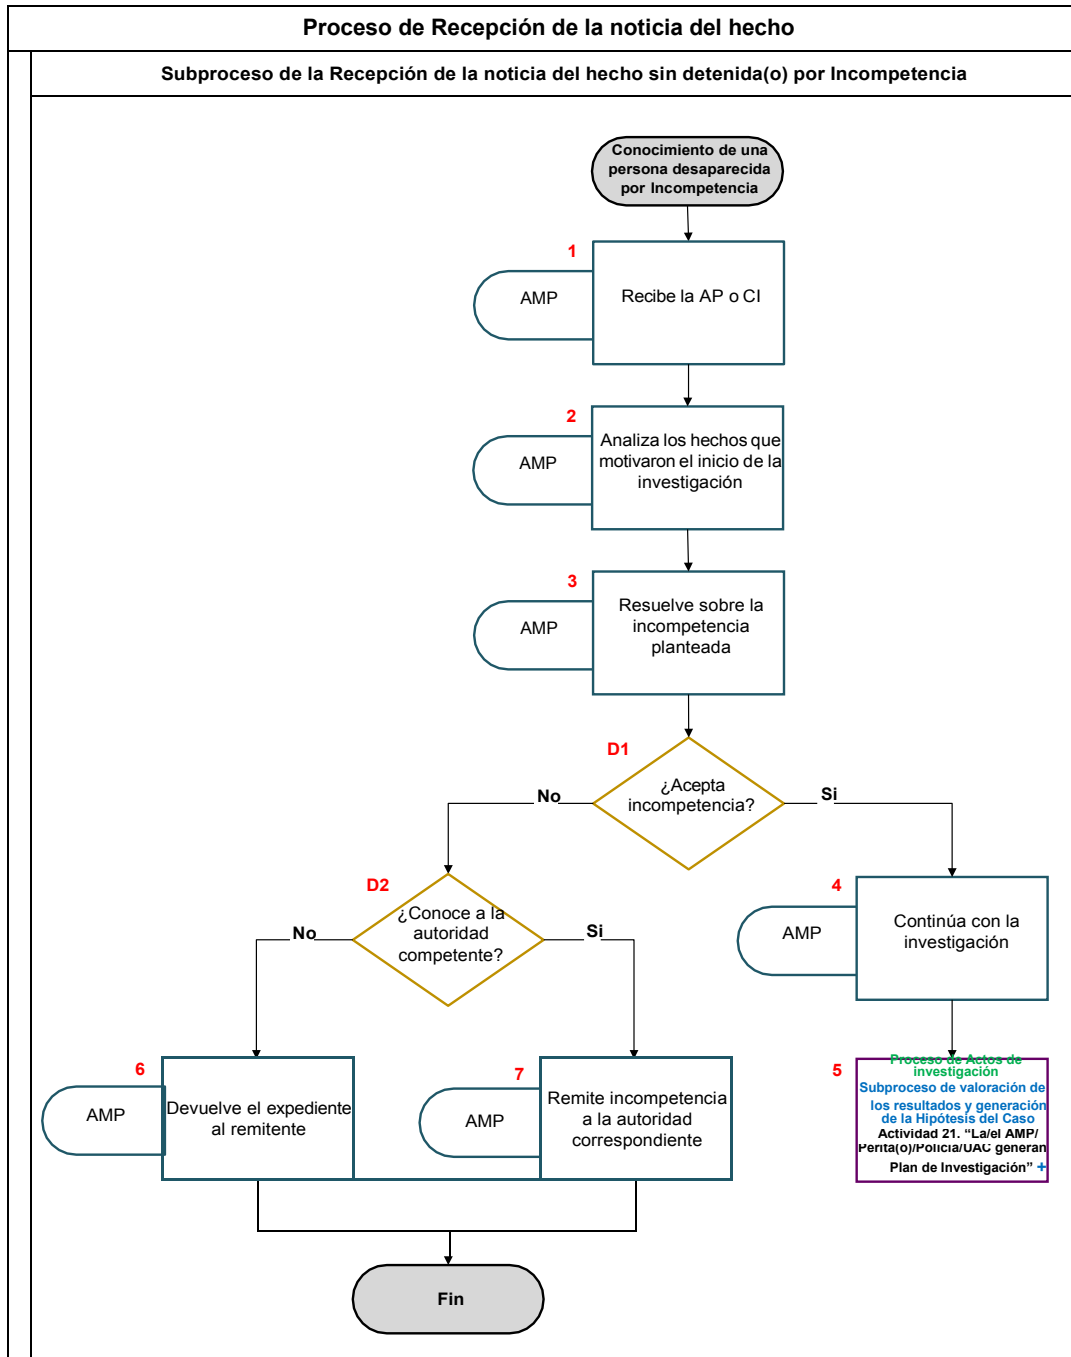 Proceso de Recepción de la noticia del hecho
Subproceso de la Recepción de la noticia del hecho sin detenida(o) por Incompetencia
Conocimiento de una
persona desaparecida
por Incompetencia
1
AMP
Recibe la AP o CI
2
AMP
Analiza los hechos que
motivaron el inicio de la
investigación
3
AMP
Resuelve sobre la
incompetencia
planteada
D1
¿Acepta
incompetencia?
No
Si
D2
¿Conoce a la
autoridad
competente?
No
Si
4
AMP
Continúa con la
investigación
5
Proceso de Actos de
investigación
Subproceso de valoración de
los resultados y generación
de la Hipótesis del Caso
Actividad 21. “La/el AMP/
Perita(o)/Policía/UAC generan
Plan de Investigación” +
6
AMP
Devuelve el expediente
al remitente
7
AMP
Remite incompetencia
a la autoridad
correspondiente
Fin